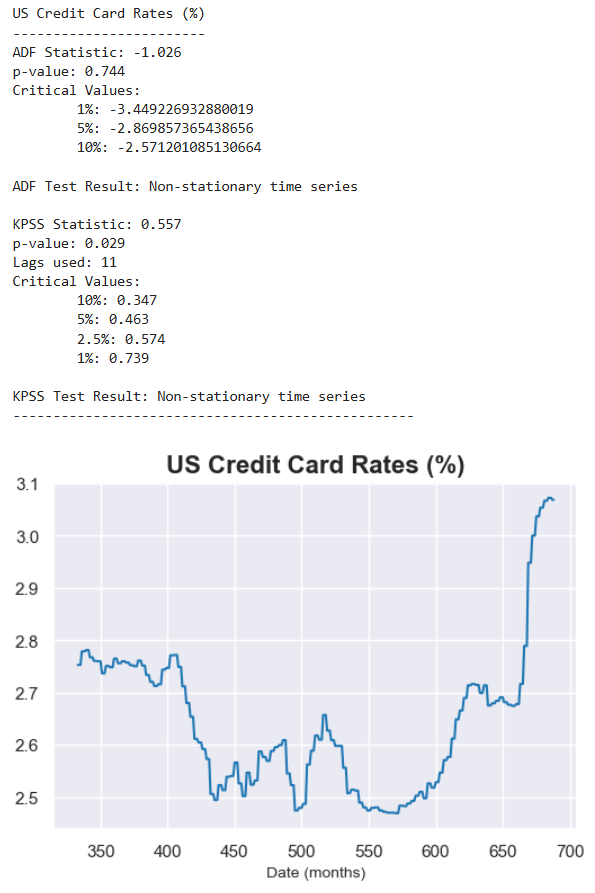 US Credit Card Rates (%)
------------------------
ADF Statistic: -1.026
p-value: 0.744
Critical Values:
1%: -3.449226932880019
5%: -2.869857365438656
10%: -2.571201085130664
ADF Test Result: Non-stationary time series
KPSS Statistic: 0.557
p-value: 0.029
Lags used: 11
Critical Values:
10%: 0.347
5%: 0.463
2.5%: 0.574
1%: 0.739
KPSS Test Result: Non-stationary time series
--------------------------------------------------
US Credit Card Rates (%)
3.1
3.0
2.9
2.8
2.7
2.6
2.5
350 400 450 500 550 600 650 700
Date (months)